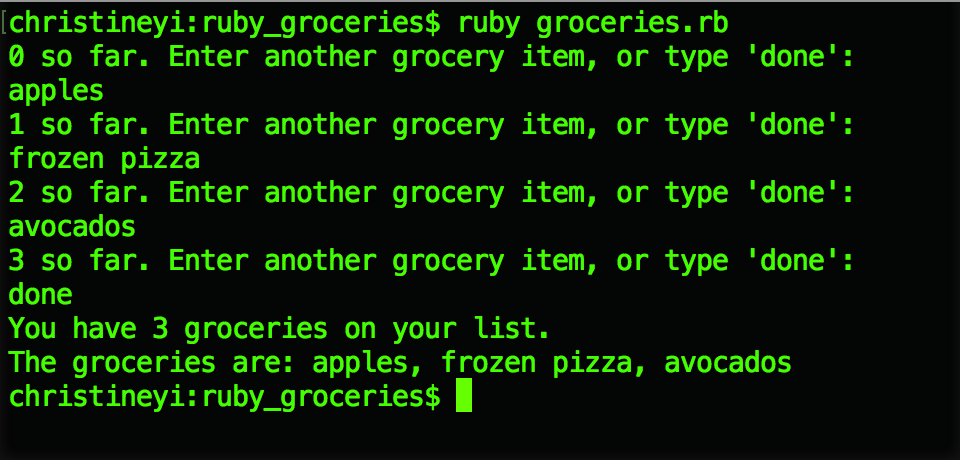 christineyi:ruby_groceries$ ruby groceries.rb
0 so far. Enter another grocery item, or type 'done':
apples
1 so far. Enter another grocery item, or type 'done':
frozen pizza
2 so far. Enter another grocery item, or type 'done':
avocados
3 so far. Enter another grocery item, or type 'done':
done
You have 3 groceries on your list.
The groceries are: apples, frozen pizza, avocados
christineyi:ruby_groceries$